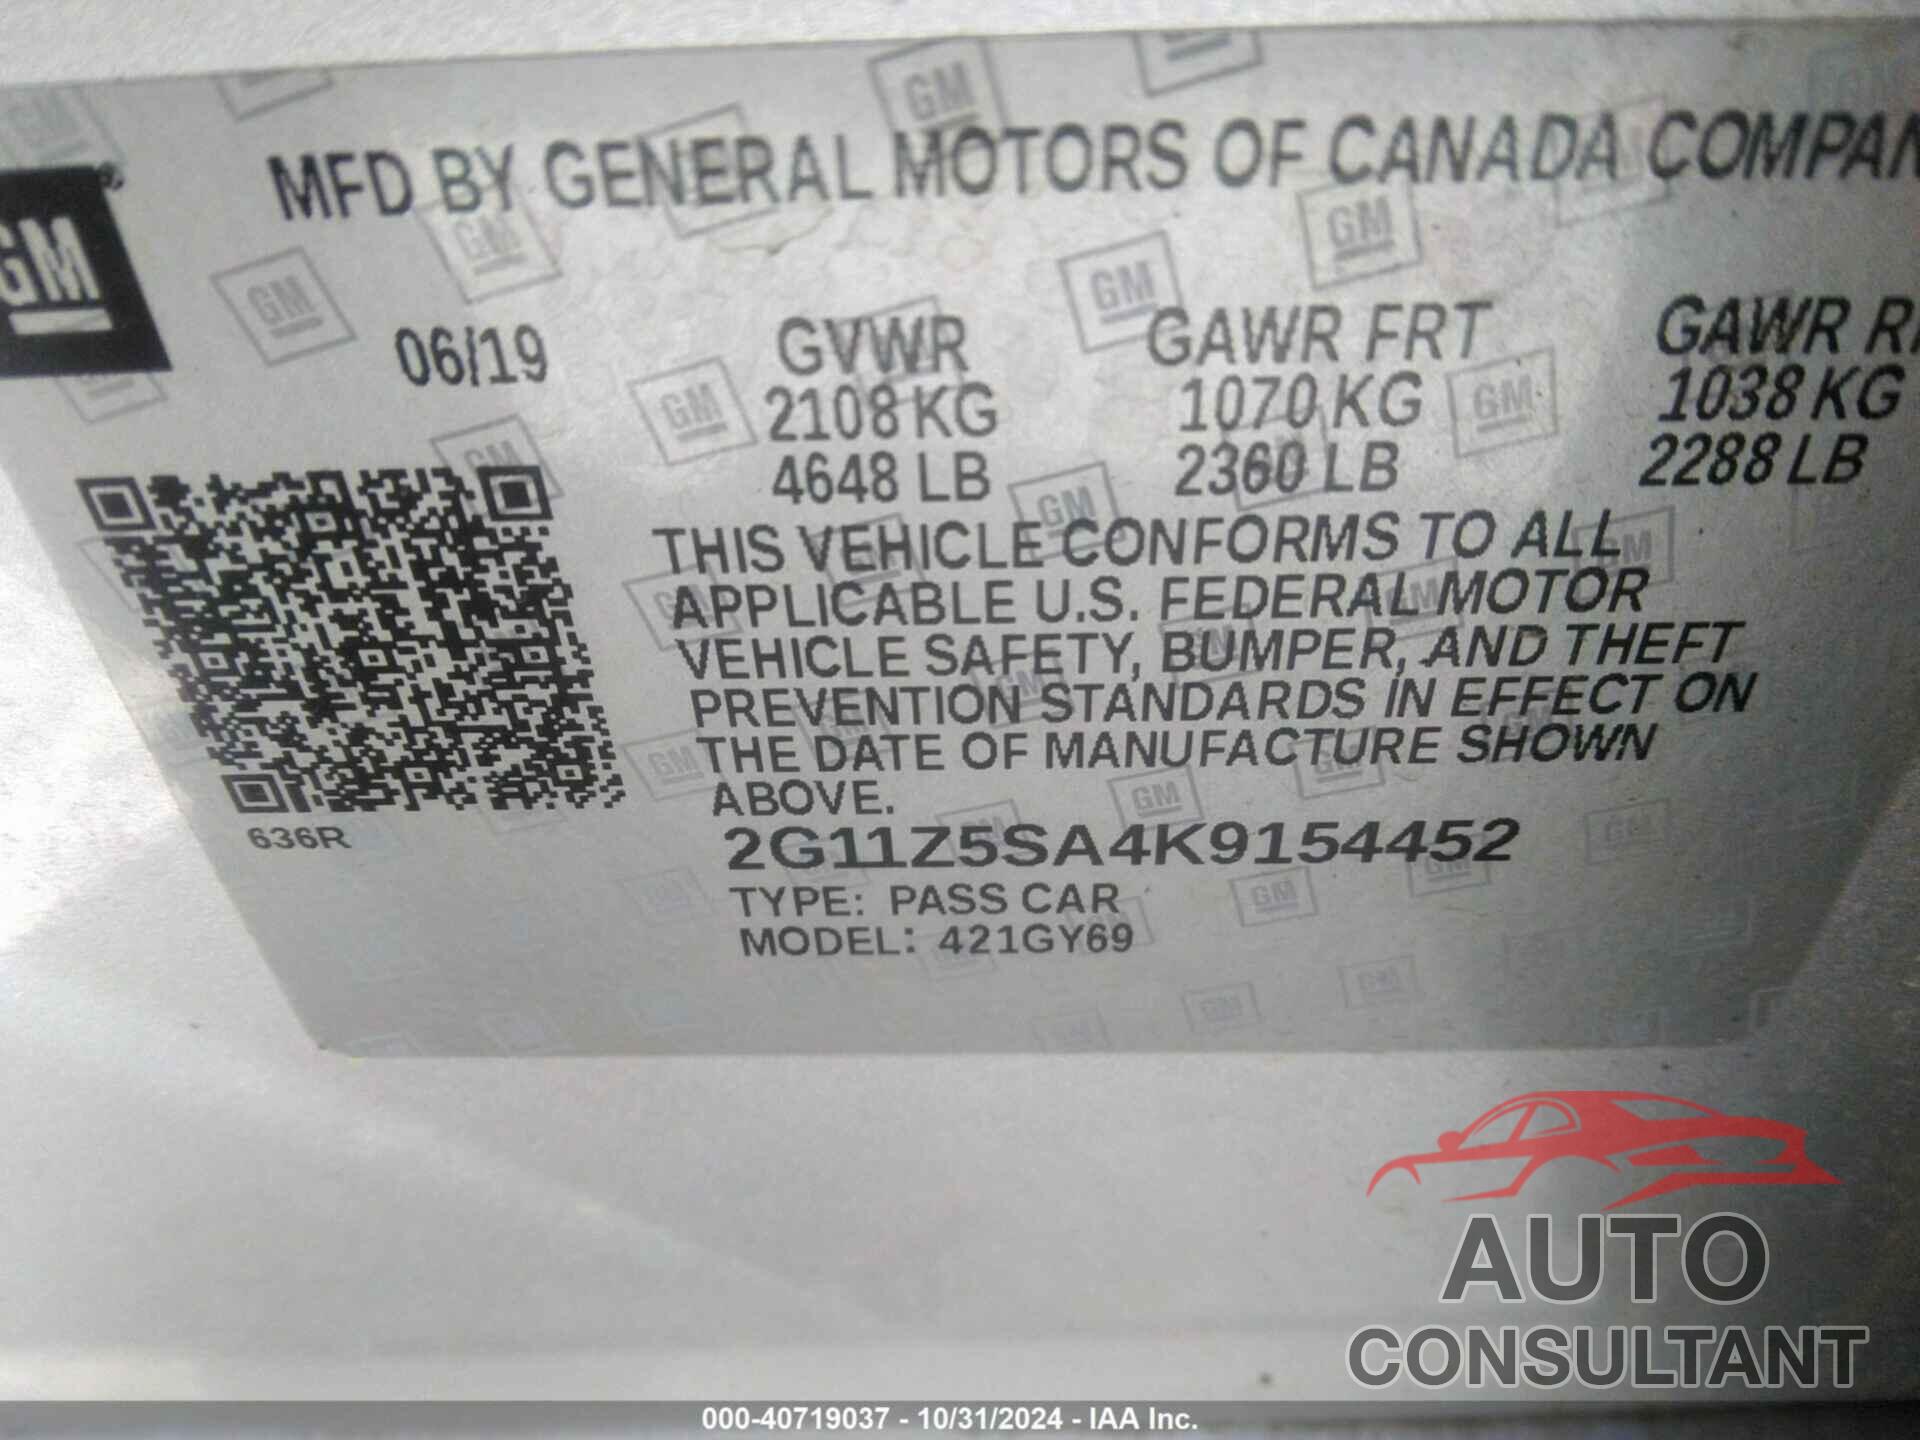 MFD BY GENERAL MOTORS OF CANADA
GM
06/19 GVWR GAWR FRT GAWR
2108 KG 1070 KG 1038 KG
4648 LB 2360 LB 2288 LB
THIS VEHICLE CONFORMS TO ALL
APPLICABLE U.S. FEDERAL MOTOR
VEHICLE SAFETY, BUMPER, AND THEFT
PREVENTION STANDARDS IN EFFECT ON
THE DATE OF MANUFACTURE SHOWN
ABOVE.
636R
2G11Z5SA4K9154452
TYPE: PASS CAR
MODEL: 421GY69
AUTO
CONSULTANT
000-40719037 - 10/31/2024 - IAA Inc.